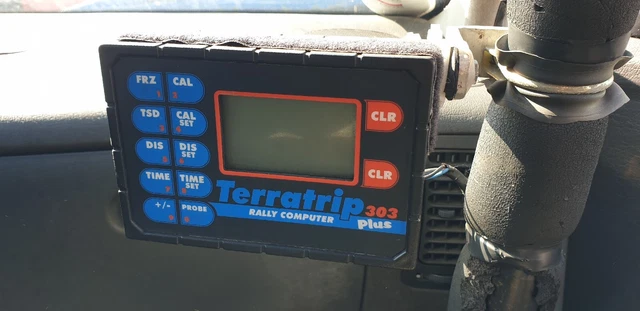 FRZ CAL
TSD CAL SET
DIS DIS SET
TIME TIME SET
+/- PROBE
CLR
CLR
Terratrip 303
RALLY COMPUTER plus